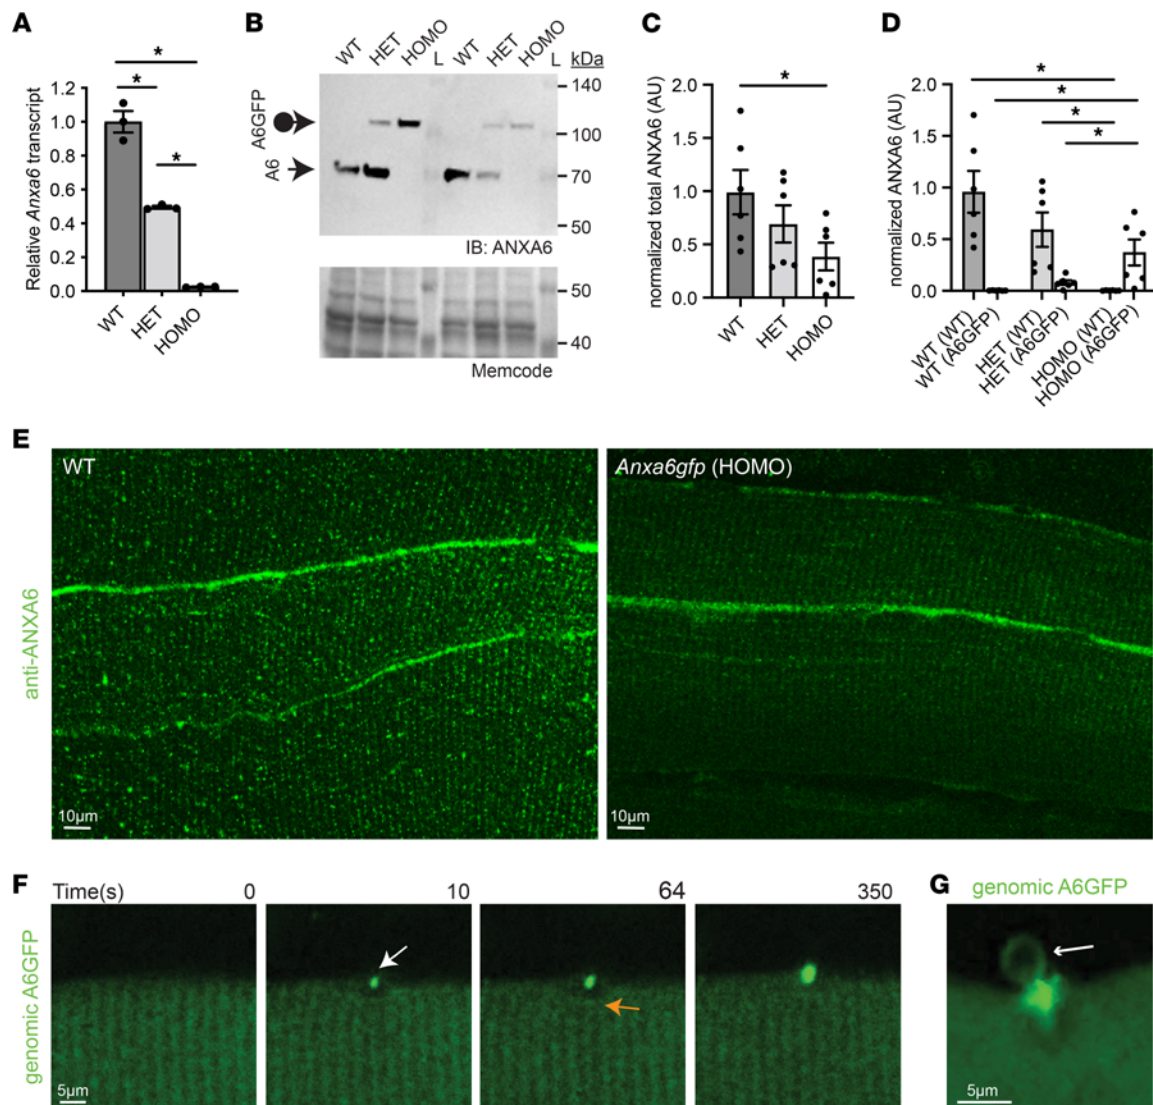 A
*
*
*
Relative Anxa6 transcript
1.2
1.0
0.8
0.6
0.4
0.2
0.0
WT
HET
HOMO
B
WT
HET
HOMO
L
WT
HET
HOMO
L
kDa
A6GFP
A6
140
100
70
50
IB: ANXA6
50
40
Memcode
C
*
normalized total ANXA6 (AU)
2.0
1.5
1.0
0.5
0.0
WT
HET
HOMO
D
*
*
*
*
normalized ANXA6 (AU)
2.0
1.5
1.0
0.5
0.0
WT (WT)
WT (A6GFP)
HET (WT)
HET (A6GFP)
HOMO (WT)
HOMO (A6GFP)
E
anti-ANXA6
WT
10µm
Anxa6gfp (HOMO)
10µm
F
Time(s) 0 10 64 350
genomic A6GFP
5µm
G
genomic A6GFP
5µm